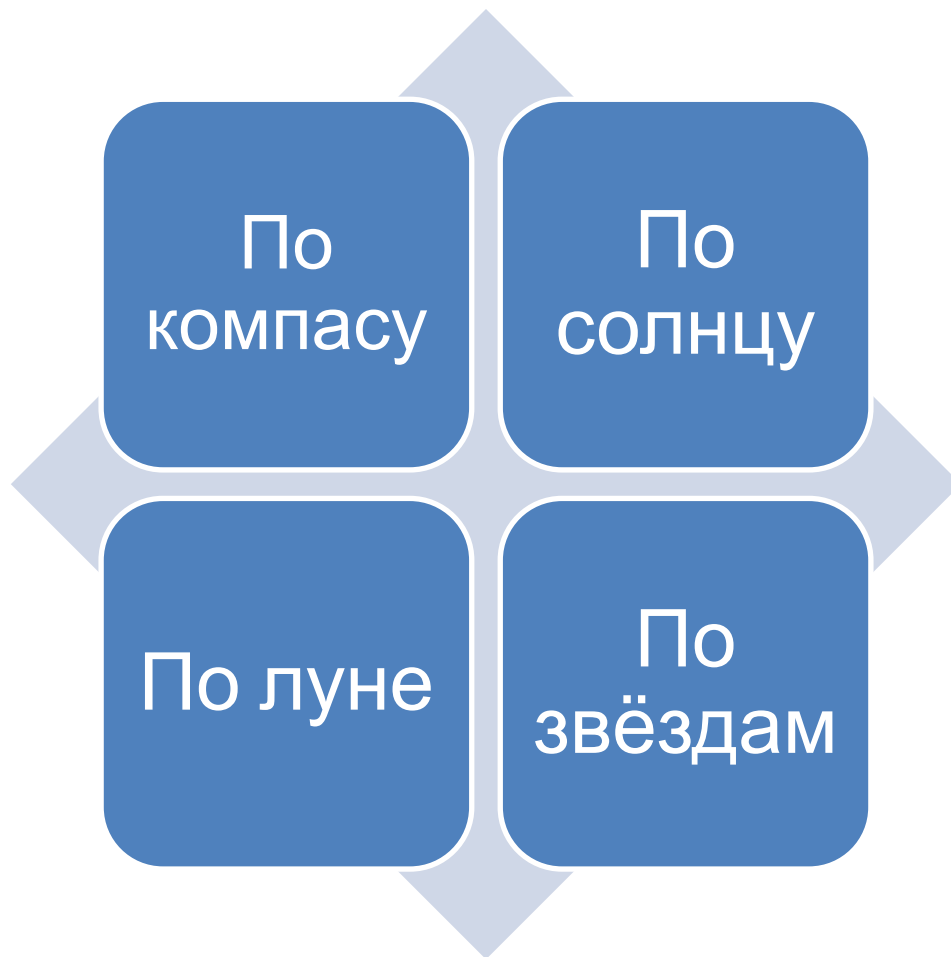 По
компасу
По
солнцу
По луне
По
звёздам